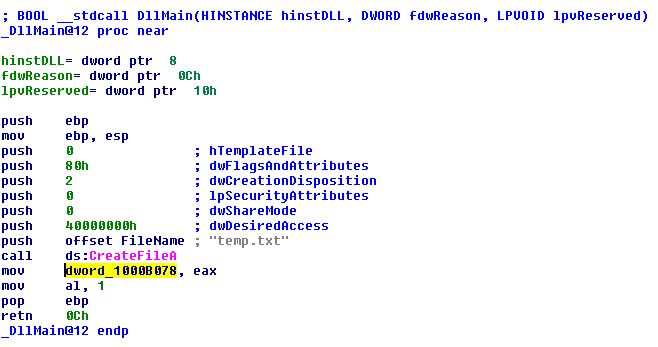 ; BOOL __stdcall DllMain(HINSTANCE hinstDLL, DWORD fdwReason, LPVOID lpvReserved)
_DllMain@12 proc near
hinstDLL= dword ptr  8
fdwReason= dword ptr  0Ch
lpvReserved= dword ptr  10h
push    ebp
mov     ebp, esp
push    0               ; hTemplateFile
push    80h             ; dwFlagsAndAttributes
push    2               ; dwCreationDisposition
push    0               ; lpSecurityAttributes
push    0               ; dwShareMode
push    40000000h       ; dwDesiredAccess
push    offset FileName ; "temp.txt"
call    ds:CreateFileA
mov     dword_1000B078, eax
mov     al, 1
pop     ebp
retn    0Ch
_DllMain@12 endp